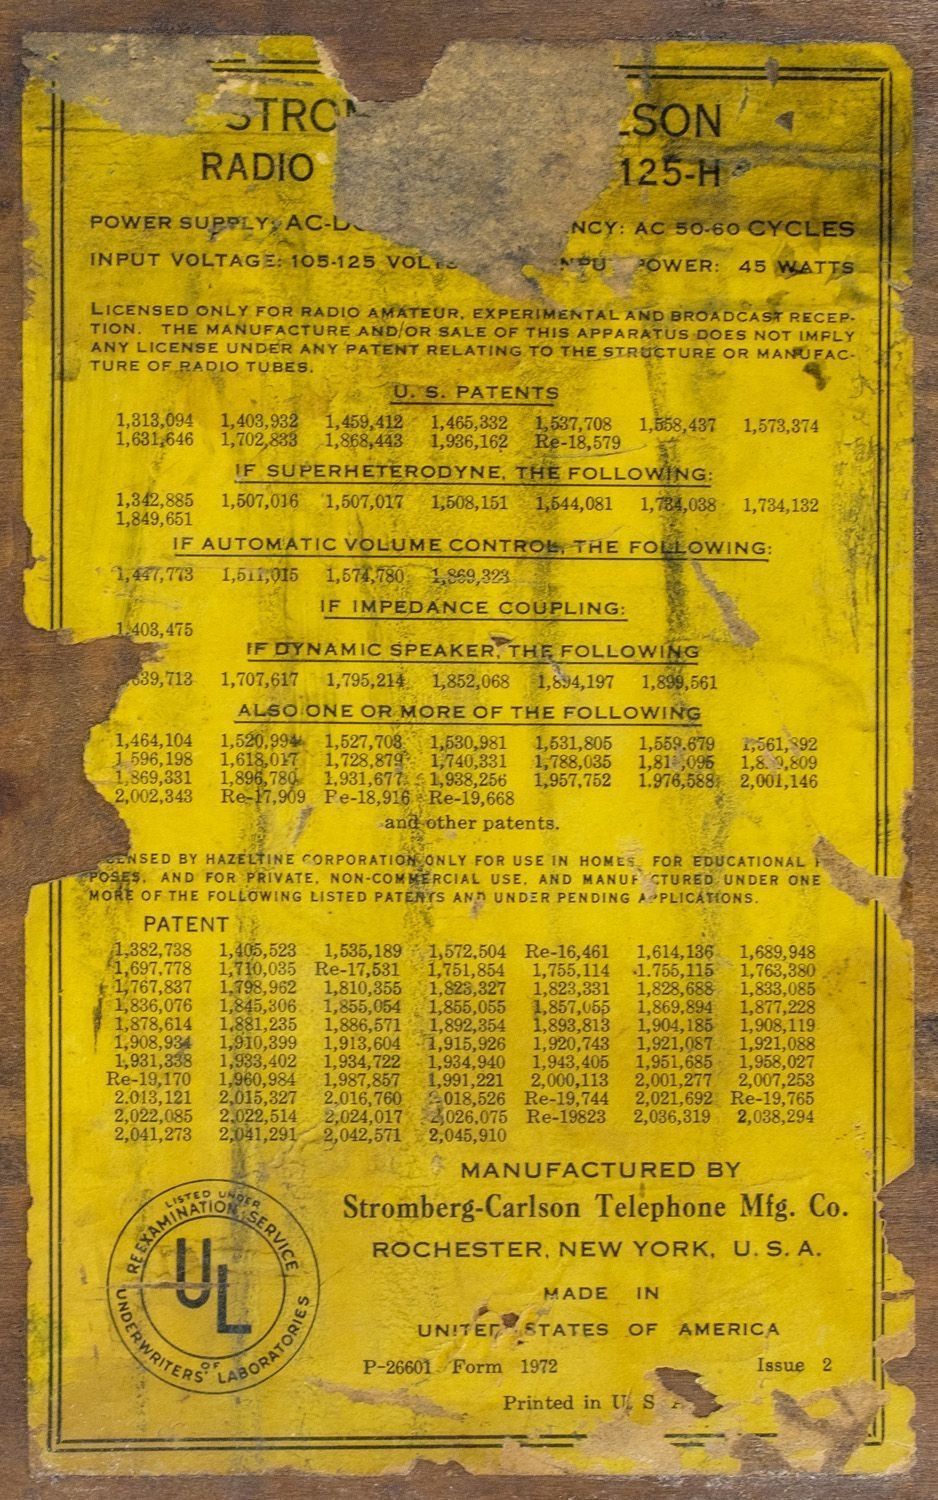 RADIO 125-H
POWER SUPPLY: AC 50-60 CYCLES
INPUT VOLTAGE: 105-125 VOLTS POWER: 45 WATTS
LICENSED ONLY FOR RADIO AMATEUR, EXPERIMENTAL AND BROADCAST RECEP-
TION. THE MANUFACTURE AND/OR SALE OF THIS APPARATUS DOES NOT IMPLY
ANY LICENSE UNDER ANY PATENT RELATING TO THE STRUCTURE OR MANUFAC-
TURE OF RADIO TUBES.
U. S. PATENTS
1,313,094 1,403,932 1,459,412 1,465,332 1,537,708 1,558,437 1,573,374
1,631,646 1,702,833 1,868,443 1,936,162 Re-18,579
IF SUPERHETERODYNE, THE FOLLOWING:
1,342,885 1,507,016 1,507,017 1,508,151 1,544,081 1,734,038 1,734,132
1,849,651
IF AUTOMATIC VOLUME CONTROL, THE FOLLOWING:
1,447,773 1,511,015 1,574,780 1,869,323
IF IMPEDANCE COUPLING:
1,403,475
IF DYNAMIC SPEAKER, THE FOLLOWING
1,707,617 1,795,214 1,852,068 1,894,197 1,899,561
ALSO ONE OR MORE OF THE FOLLOWING
1,464,104 1,520,994 1,527,703 1,530,981 1,531,805 1,559,679
1,596,198 1,618,017 1,728,879 1,740,331 1,788,035
1,869,331 1,896,780 1,931,677 1,938,256 1,957,752 1,976,588 2,001,146
2,002,343 Re-17,909 Re-18,916 Re-19,668
and other patents.
BY HAZELTINE CORPORATION ONLY FOR USE IN HOMES, FOR EDUCATIONAL
POSES, AND FOR PRIVATE, NON-COMMERCIAL USE, AND MANUFACTURED UNDER ONE
MORE OF THE FOLLOWING LISTED PATENTS AND UNDER PENDING APPLICATIONS.
PATENT
1,382,738 1,405,523 1,535,189 1,572,504 Re-16,461 1,614,136 1,689,948
1,697,778 1,710,035 Re-17,531 1,751,854 1,755,114 1,755,115 1,763,380
1,767,837 1,798,962 1,810,355 1,823,327 1,823,331 1,828,688 1,833,085
1,836,076 1,845,306 1,855,054 1,855,055 1,857,055 1,869,894 1,877,228
1,878,614 1,881,235 1,886,571 1,892,354 1,893,813 1,904,185 1,908,119
1,908,934 1,910,399 1,913,604 1,915,926 1,920,743 1,921,087 1,921,088
1,931,338 1,933,402 1,934,722 1,934,940 1,943,405 1,951,685 1,958,027
Re-19,170 1,960,984 1,987,857 1,991,221 2,000,113 2,001,277 2,007,253
2,013,121 2,015,327 2,016,760 2,018,526 Re-19,744 2,021,692 Re-19,765
2,022,085 2,022,514 2,024,017 2,026,075 Re-19823 2,036,319 2,038,294
2,041,273 2,041,291 2,042,571 2,045,910
MANUFACTURED BY
Stromberg-Carlson Telephone Mfg. Co.
ROCHESTER, NEW YORK, U. S. A.
MADE IN
UNITED STATES OF AMERICA
P-26601 Form 1972 Issue 2
Printed in U. S
LISTED UNDER
REEXAMINATION SERVICE
UL
OF
UNDERWRITERS' LABORATORIES